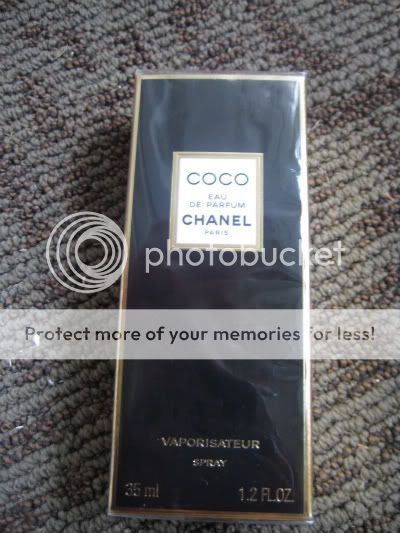 COCO
EAU
DE PARFUM
CHANEL
PARIS
photobucket
Protect more of your memories for less!
VAPORISATEUR
SPRAY
35 ml 1.2 FL.OZ.